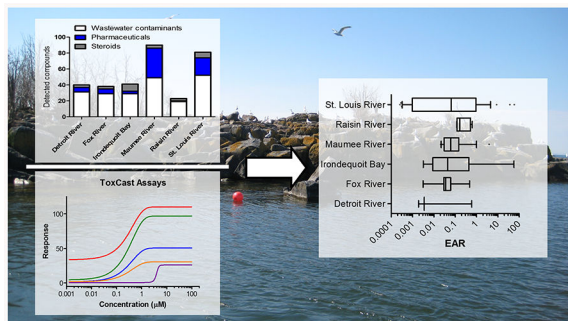 Wastewater contaminants
Pharmaceuticals
Steroids
Detected compounds
100
80
60
40
20
0
Detroit River
Fox River
Irondequoit Bay
Maumee River
Raisin River
St. Louis River
ToxCast Assays
Response
100
50
0
0.001 0.01 0.1 1 10 100
Concentration (μM)
St. Louis River
Raisin River
Maumee River
Irondequoit Bay
Fox River
Detroit River
0.0001 0.001 0.01 0.1 1 10 100
EAR